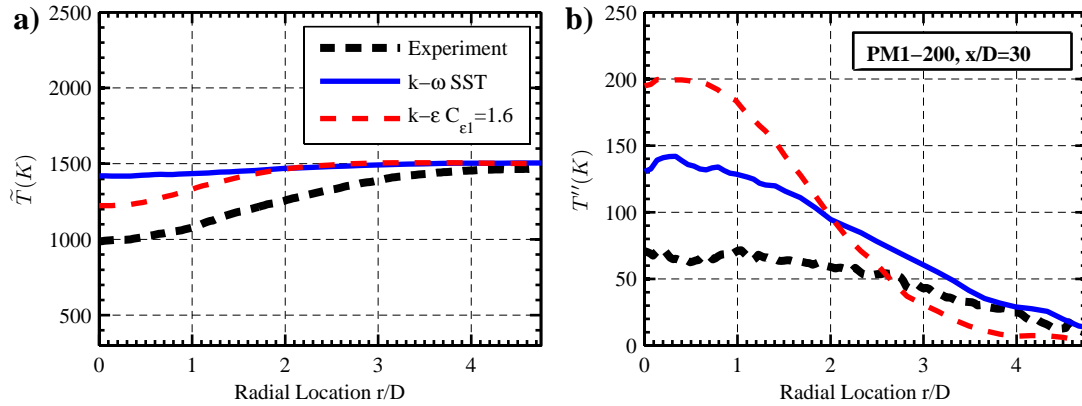 a)
2500
2000
1500
1000
500
T̃(K)
0
1
2
3
4
Radial Location r/D
Experiment
k−ω SST
k−ε C_ε1=1.6
b)
250
200
150
100
50
0
T''(K)
0
1
2
3
4
Radial Location r/D
PM1−200, x/D=30